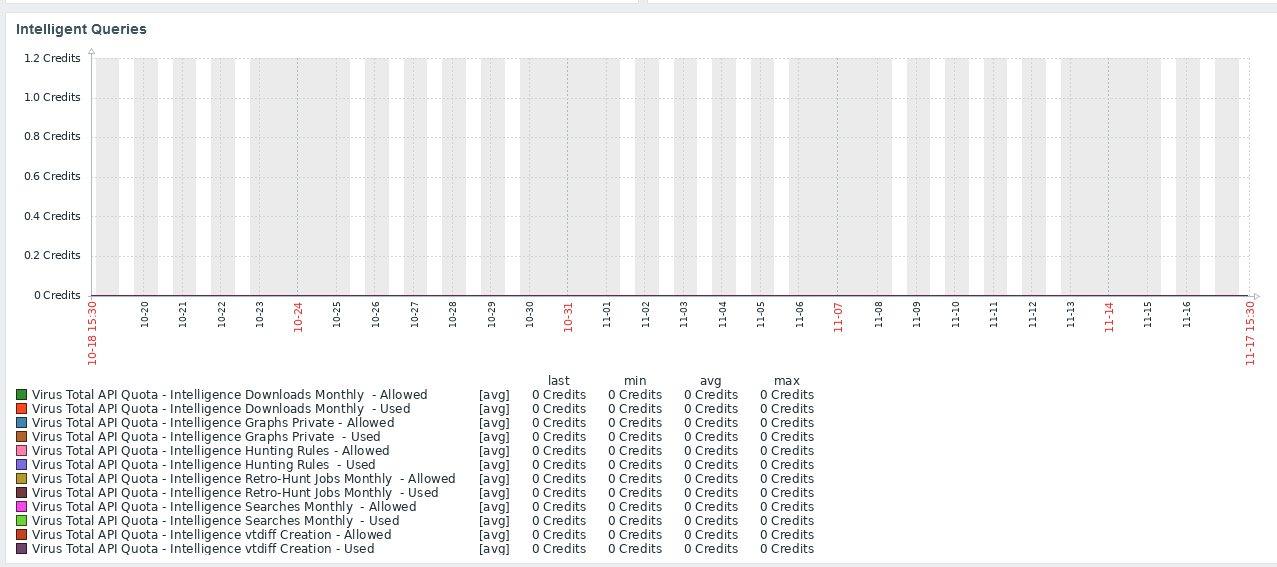 Intelligent Queries
1.2 Credits
1.0 Credits
0.8 Credits
0.6 Credits
0.4 Credits
0.2 Credits
0 Credits
10-18 15:30
10-20
10-21
10-22
10-23
10-24
10-25
10-26
10-27
10-28
10-29
10-30
10-31
11-01
11-02
11-03
11-04
11-05
11-06
11-07
11-08
11-09
11-10
11-11
11-12
11-13
11-14
11-15
11-16
11-17 15:30
last min avg max
Virus Total API Quota - Intelligence Downloads Monthly - Allowed [avg] 0 Credits 0 Credits 0 Credits 0 Credits
Virus Total API Quota - Intelligence Downloads Monthly - Used [avg] 0 Credits 0 Credits 0 Credits 0 Credits
Virus Total API Quota - Intelligence Graphs Private - Allowed [avg] 0 Credits 0 Credits 0 Credits 0 Credits
Virus Total API Quota - Intelligence Graphs Private - Used [avg] 0 Credits 0 Credits 0 Credits 0 Credits
Virus Total API Quota - Intelligence Hunting Rules - Allowed [avg] 0 Credits 0 Credits 0 Credits 0 Credits
Virus Total API Quota - Intelligence Hunting Rules - Used [avg] 0 Credits 0 Credits 0 Credits 0 Credits
Virus Total API Quota - Intelligence Retro-Hunt Jobs Monthly - Allowed [avg] 0 Credits 0 Credits 0 Credits 0 Credits
Virus Total API Quota - Intelligence Retro-Hunt Jobs Monthly - Used [avg] 0 Credits 0 Credits 0 Credits 0 Credits
Virus Total API Quota - Intelligence Searches Monthly - Allowed [avg] 0 Credits 0 Credits 0 Credits 0 Credits
Virus Total API Quota - Intelligence Searches Monthly - Used [avg] 0 Credits 0 Credits 0 Credits 0 Credits
Virus Total API Quota - Intelligence vtdiff Creation - Allowed [avg] 0 Credits 0 Credits 0 Credits 0 Credits
Virus Total API Quota - Intelligence vtdiff Creation - Used [avg] 0 Credits 0 Credits 0 Credits 0 Credits